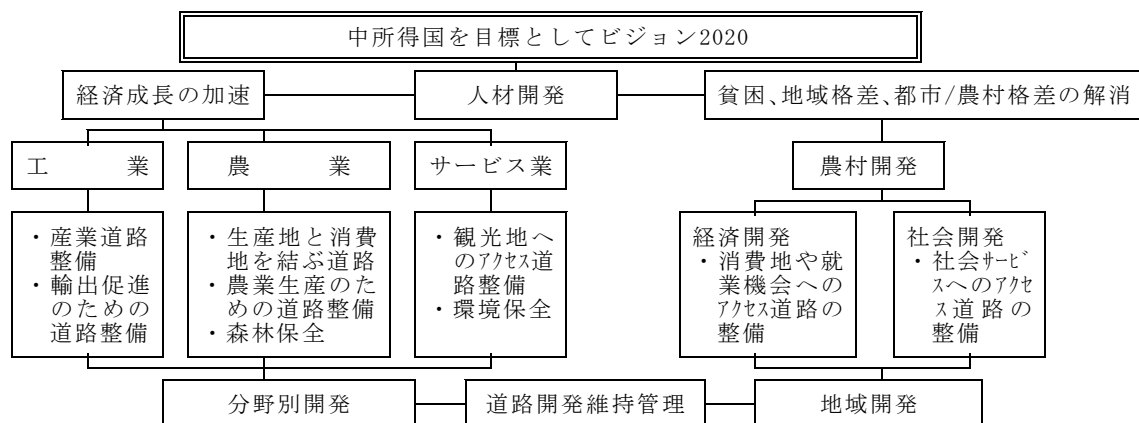 中所得国を目標としてビジョン2020
経済成長の加速
人材開発
貧困、地域格差、都市/農村格差の解消
工　　業
農　　業
サービス業
農村開発
・産業道路
整備
・輸出促進
のための
道路整備
・生産地と消費
地を結ぶ道路
・農業生産のた
めの道路整備
・森林保全
・観光地へ
のｱｸｾｽ道
路整備
・環境保全
経済開発
・消費地や就
業機会への
ｱｸｾｽ道路の
整備
社会開発
・社会ｻｰﾋﾞ
ｽへのｱｸｾ
ｽ道路の
整備
分野別開発
道路開発維持管理
地域開発